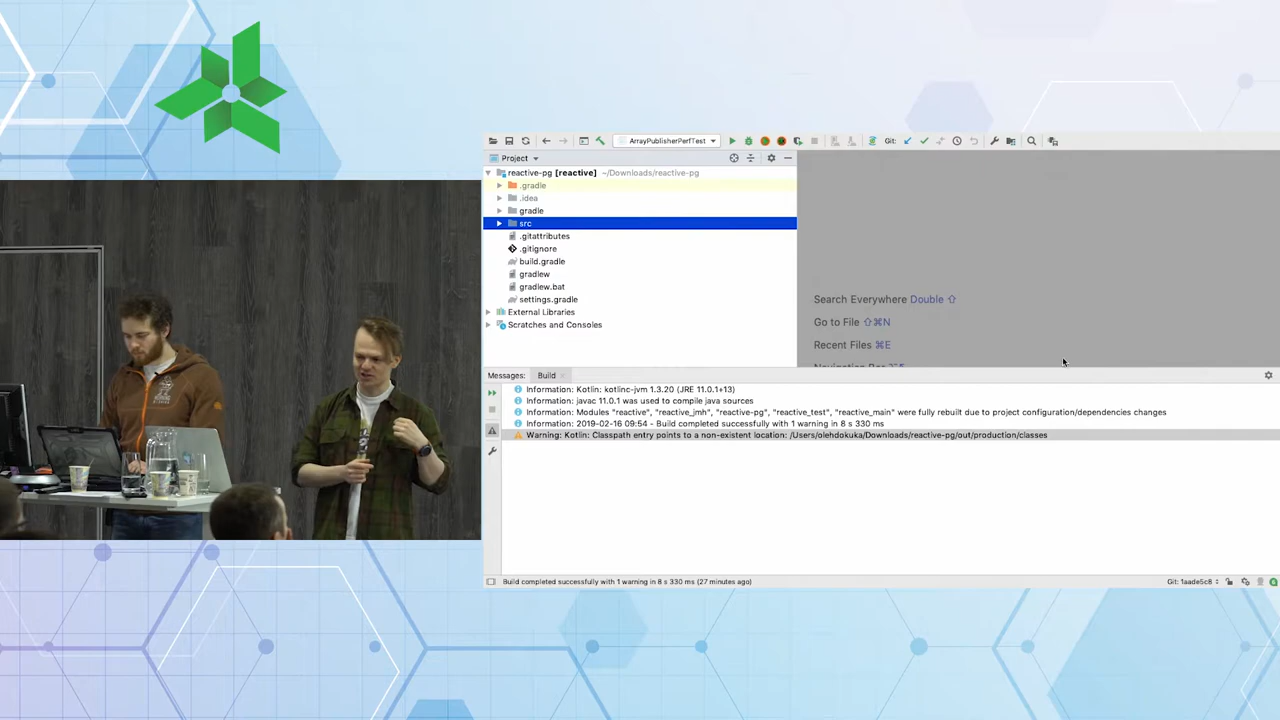 ArrayPublisherPerfTest
Git:
Project
reactive-pg [reactive] ~/Downloads/reactive-pg
.gradle
.idea
gradle
src
.gitattributes
.gitignore
build.gradle
gradlew
gradlew.bat
settings.gradle
External Libraries
Scratches and Consoles
Search Everywhere Double ⇧
Go to File ⇧⌘N
Recent Files ⌘E
Messages: Build
Information: Kotlin: kotlinc-jvm 1.3.20 (JRE 11.0.1+13)
Information: javac 11.0.1 was used to compile java sources
Information: Modules "reactive", "reactive_jmh", "reactive-pg", "reactive_test", "reactive_main" were fully rebuilt due to project configuration/dependencies changes
Information: 2019-02-16 09:54 - Build completed successfully with 1 warning in 8 s 330 ms
Warning: Kotlin: Classpath entry points to a non-existent location: /Users/olehdokuka/Downloads/reactive-pg/out/production/classes
Build completed successfully with 1 warning in 8 s 330 ms (27 minutes ago)
Git: 1aade5c8